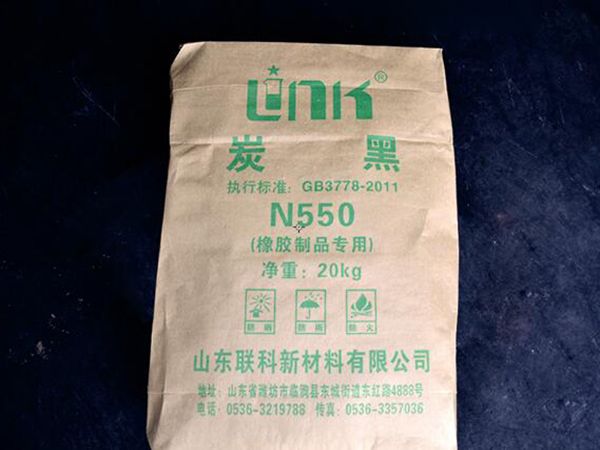 LINK®
炭黑
执行标准：GB3778-2011
N550
(橡胶制品专用)
净重：20kg
防晒 防雨 防火
山东联科新材料有限公司
地址：山东省潍坊市临朐县东城街道东红路4888号
电话：0536-3219788 传真：0536-3357036